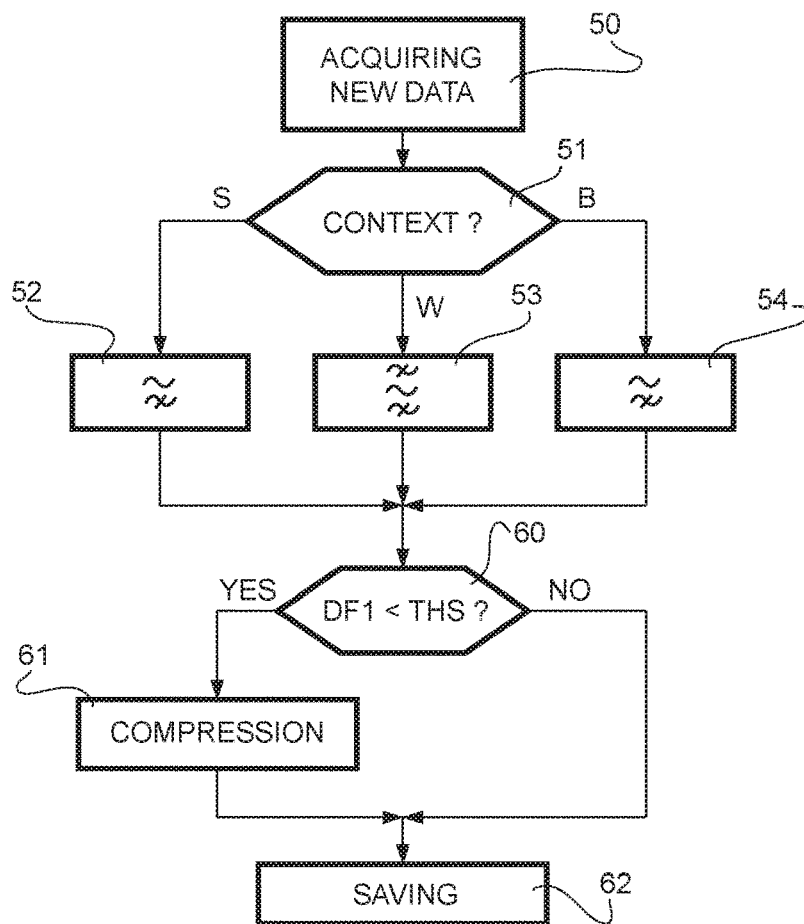 50
ACQUIRING
NEW DATA
51
S
CONTEXT ?
B
W
52
53
54
60
YES
DF1 < THS ?
NO
61
COMPRESSION
SAVING
62